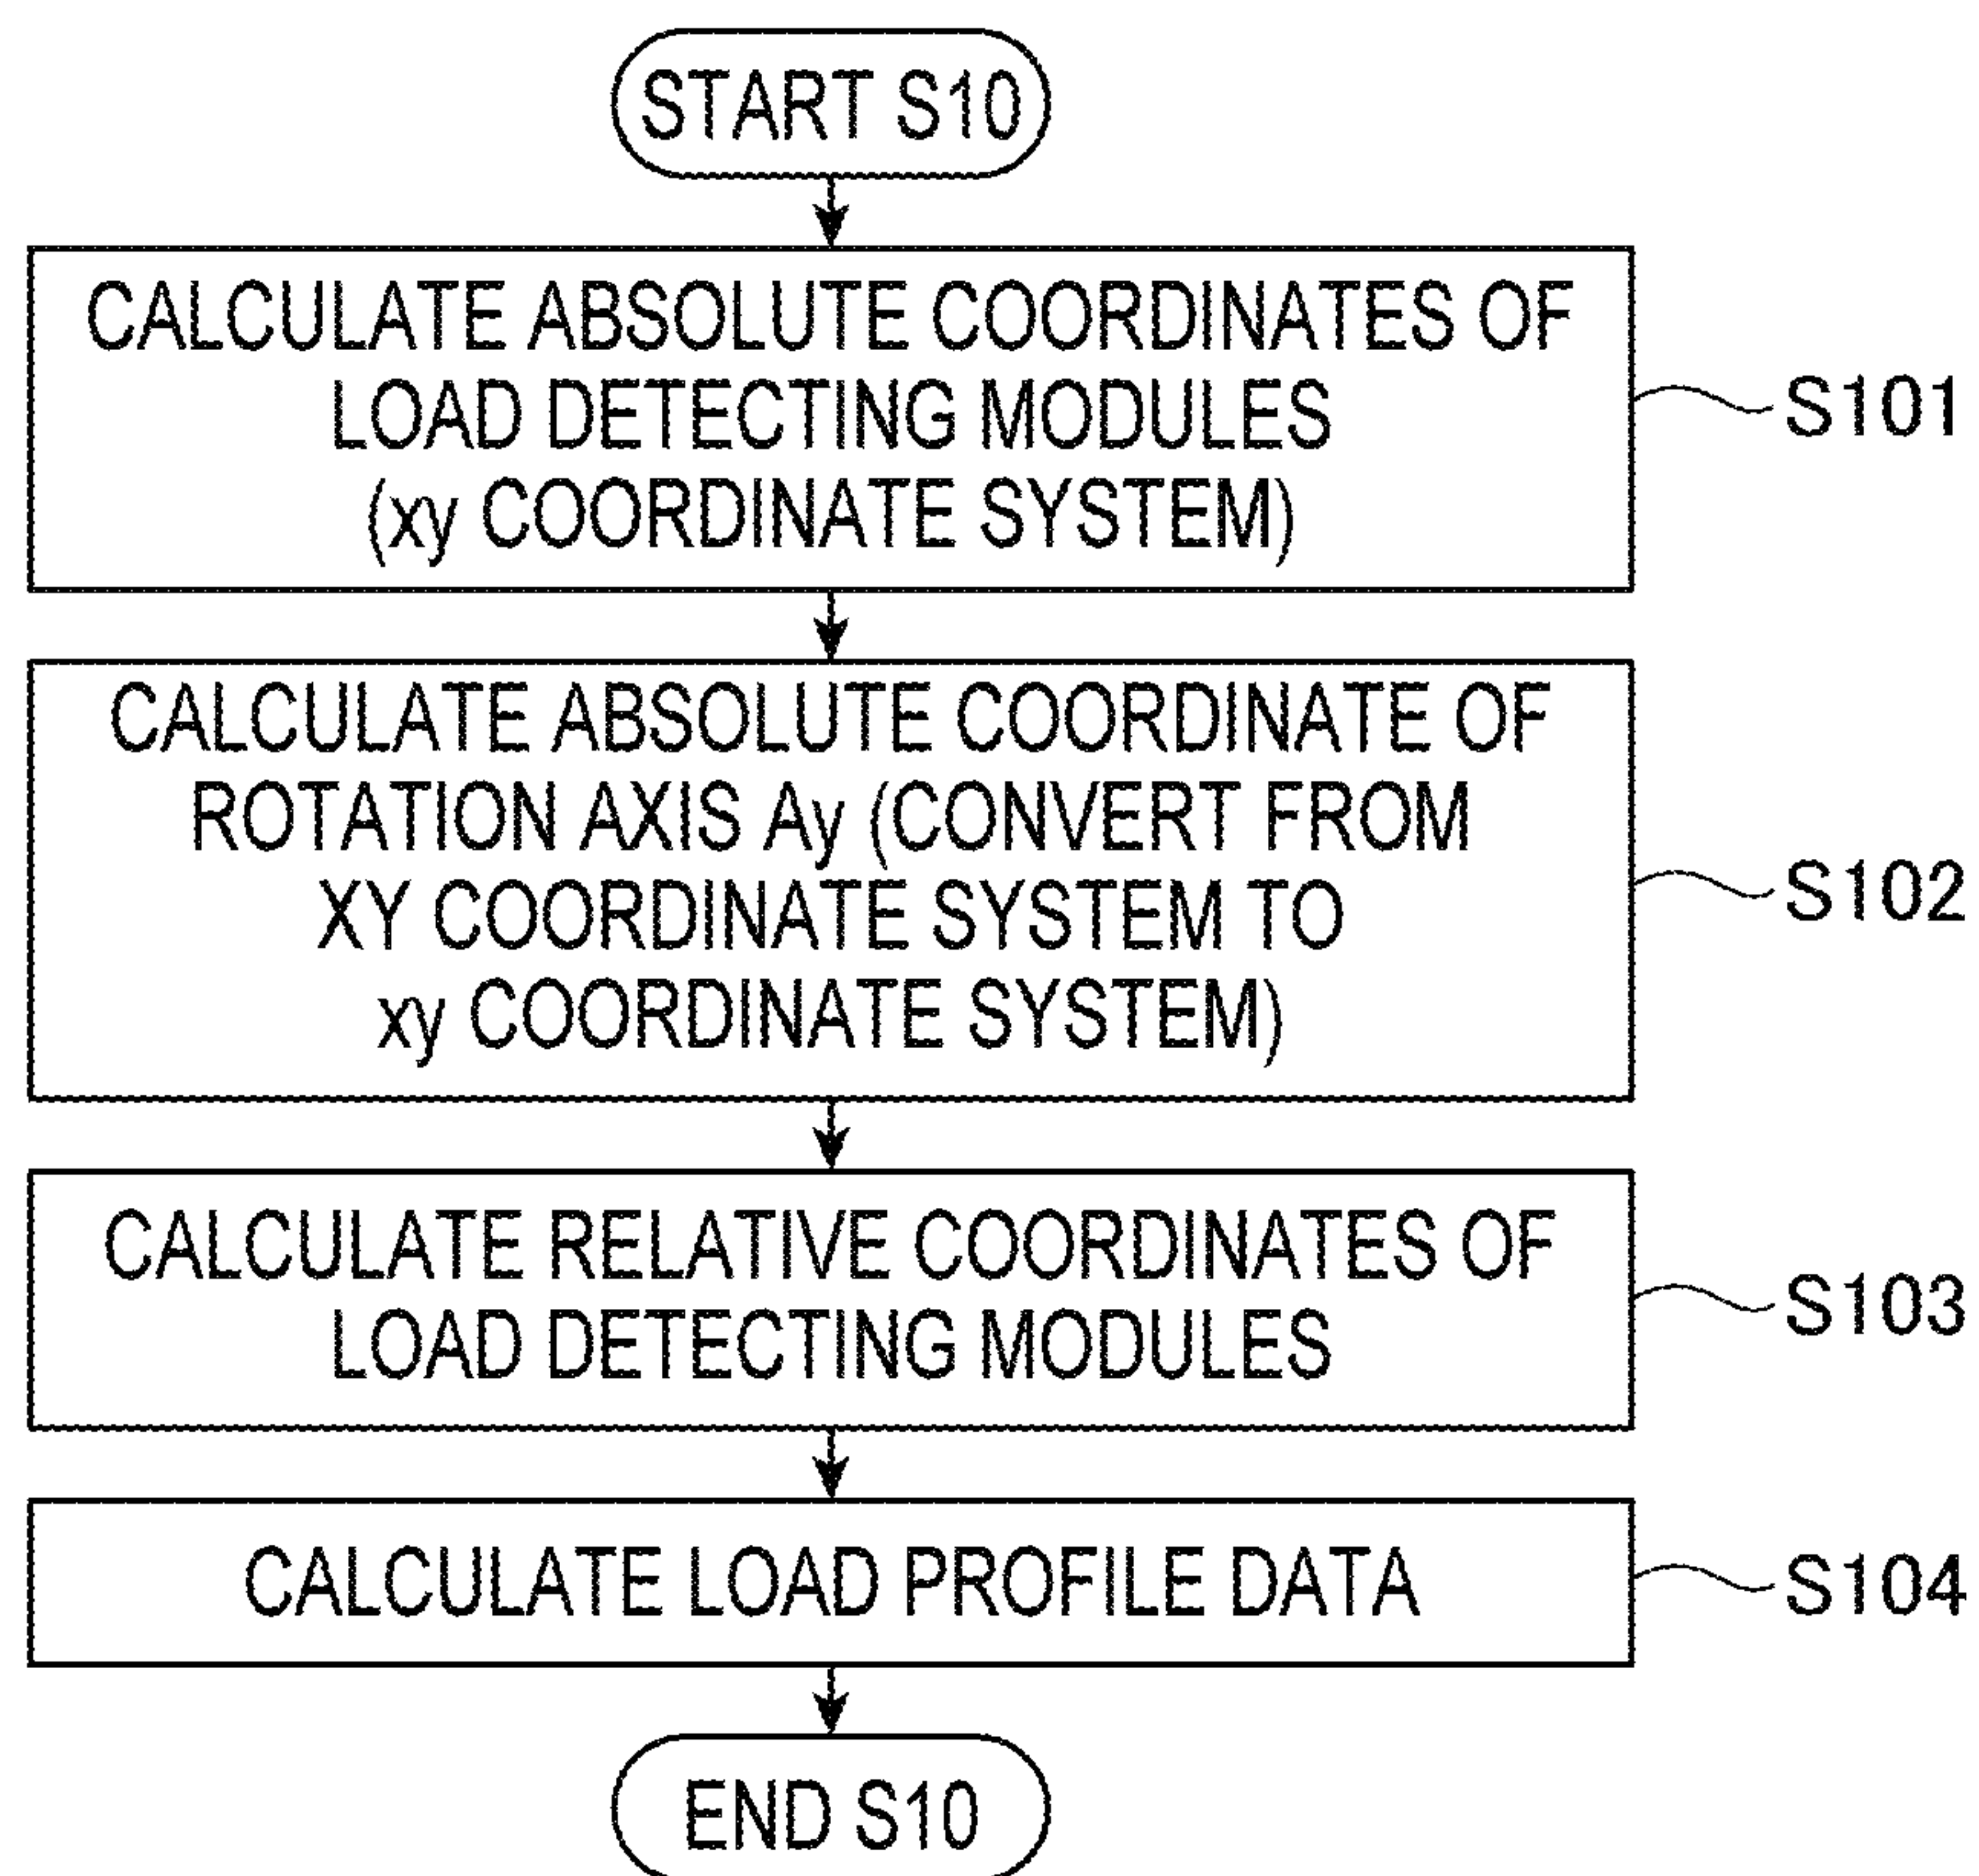 START S10
CALCULATE ABSOLUTE COORDINATES OF
LOAD DETECTING MODULES
(xy COORDINATE SYSTEM)
S101
CALCULATE ABSOLUTE COORDINATE OF
ROTATION AXIS Ay (CONVERT FROM
XY COORDINATE SYSTEM TO
xy COORDINATE SYSTEM)
S102
CALCULATE RELATIVE COORDINATES OF
LOAD DETECTING MODULES
S103
CALCULATE LOAD PROFILE DATA
S104
END S10